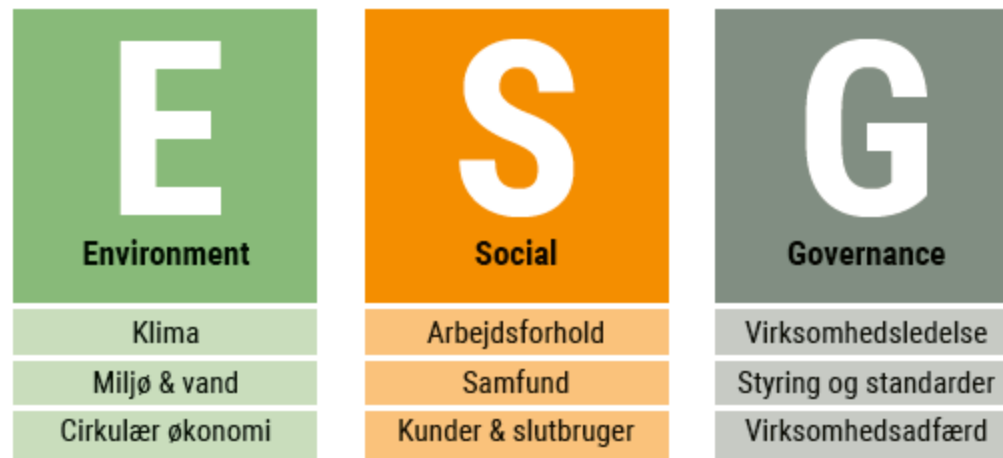 E
Environment
Klima
Miljø & vand
Cirkulær økonomi
S
Social
Arbejdsforhold
Samfund
Kunder & slutbruger
G
Governance
Virksomhedsledelse
Styring og standarder
Virksomhedsadfærd